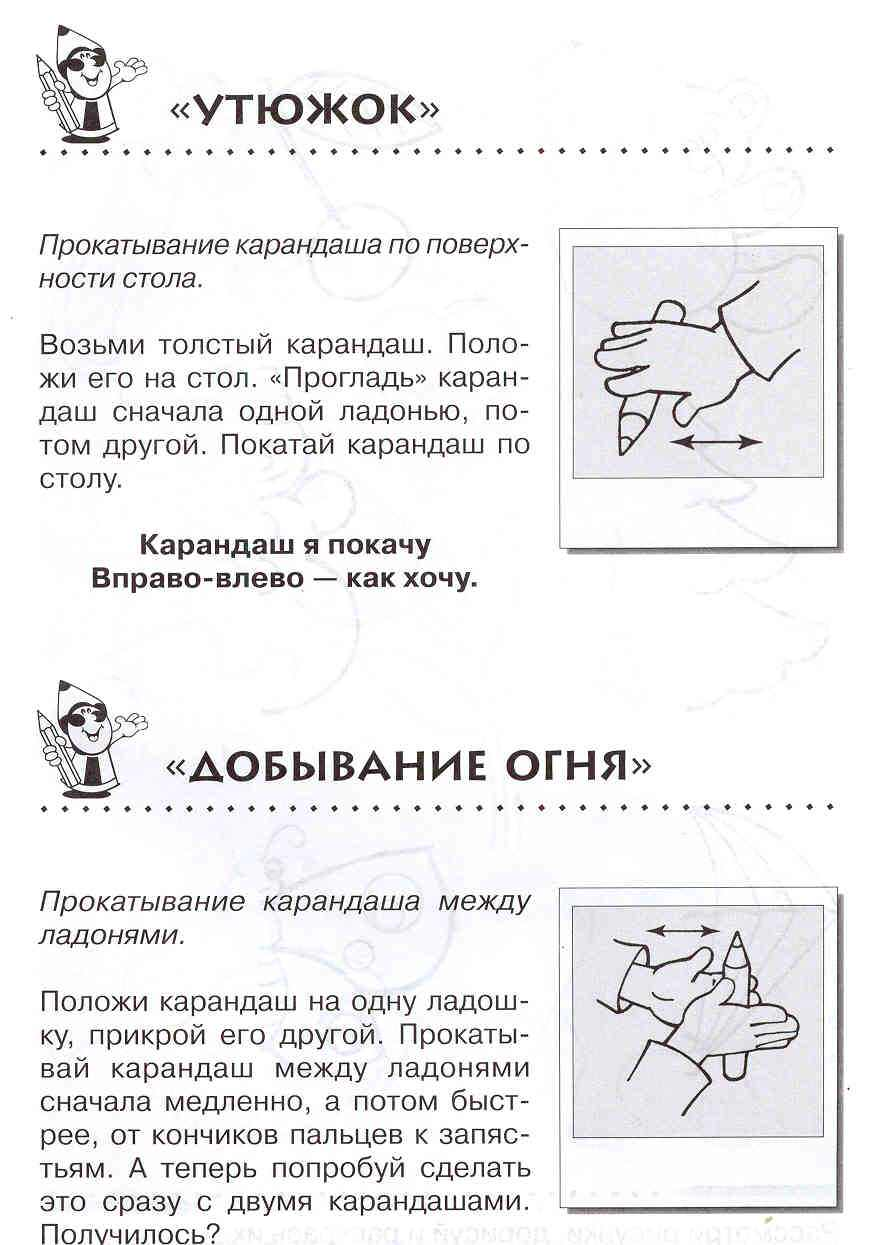 «УТЮЖОК»
Прокатывание карандаша по поверх-
ности стола.
Возьми толстый карандаш. Поло-
жи его на стол. «Прогладь» каран-
даш сначала одной ладонью, по-
том другой. Покатай карандаш по
столу.
Карандаш я покачу
Вправо-влево — как хочу.
«ДОБЫВАНИЕ ОГНЯ»
Прокатывание карандаша между
ладонями.
Положи карандаш на одну ладош-
ку, прикрой его другой. Прокаты-
вай карандаш между ладонями
сначала медленно, а потом быст-
рее, от кончиков пальцев к запяс-
тьям. А теперь попробуй сделать
это сразу с двумя карандашами.
Получилось?